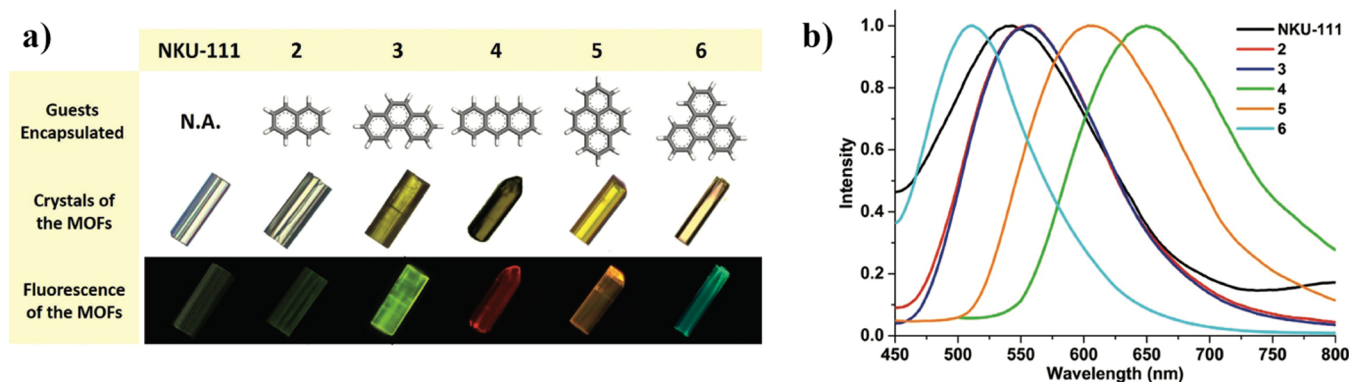 a)
NKU-111 2 3 4 5 6
Guests
Encapsulated
N.A.
Crystals of
the MOFs
Fluorescence
of the MOFs
b)
1.0
0.8
0.6
0.4
0.2
0.0
Intensity
450 500 550 600 650 700 750 800
Wavelength (nm)
NKU-111
2
3
4
5
6